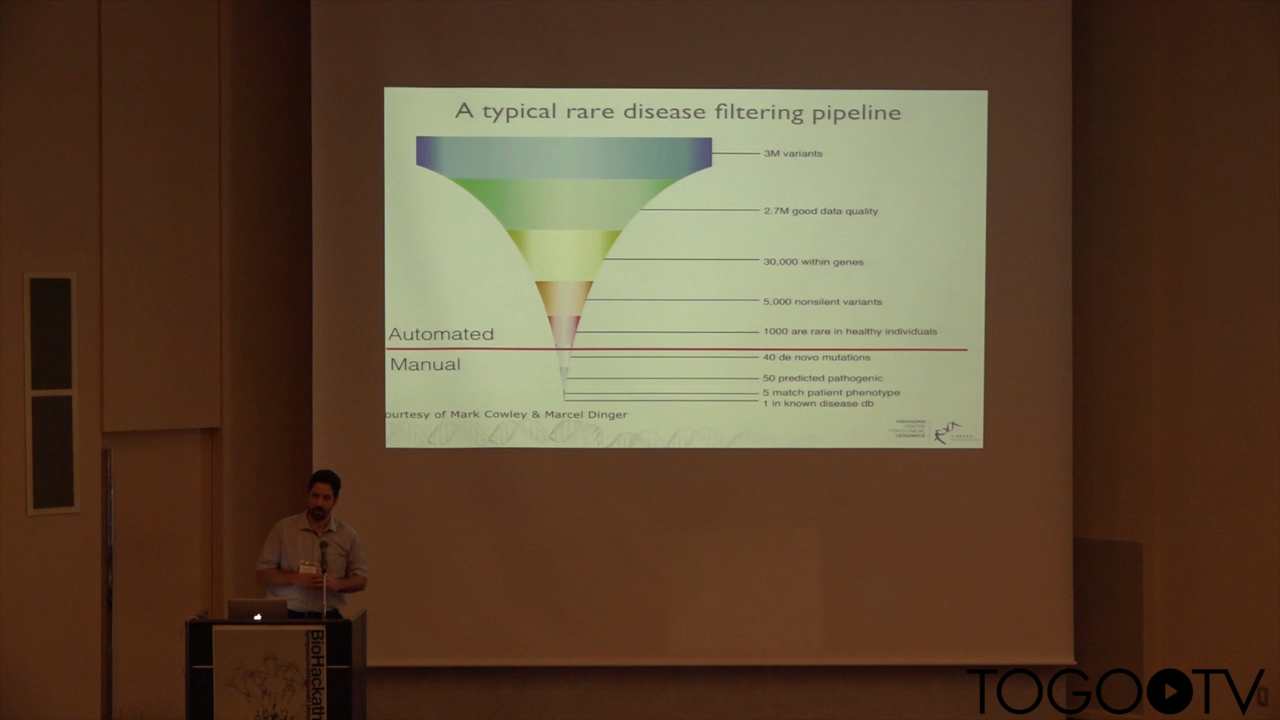 A typical rare disease filtering pipeline
3M variants
2.7M good data quality
30,000 within genes
5,000 nonsilent variants
1000 are rare in healthy individuals
Automated
Manual
40 de novo mutations
50 predicted pathogenic
5 match patient phenotype
1 in known disease db
ourtesy of Mark Cowley & Marcel Dinger
BioHackath
TOGOTV